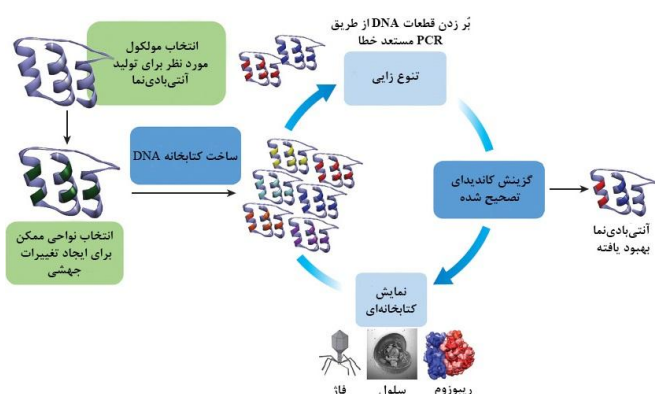 انتخاب مولکول
مورد نظر برای تولید
آنتی‌بادی‌نما
بُر زدن قطعات DNA از طریق
PCR مستعد خطا
تنوع زایی
ساخت کتابخانه DNA
گزینش کاندیدای
تصحیح شده
آنتی‌بادی‌نما
بهبود یافته
انتخاب نواحی ممکن
برای ایجاد تغییرات
جهشی
نمایش
کتابخانه‌ای
ریبوزوم
سلول
فاژ